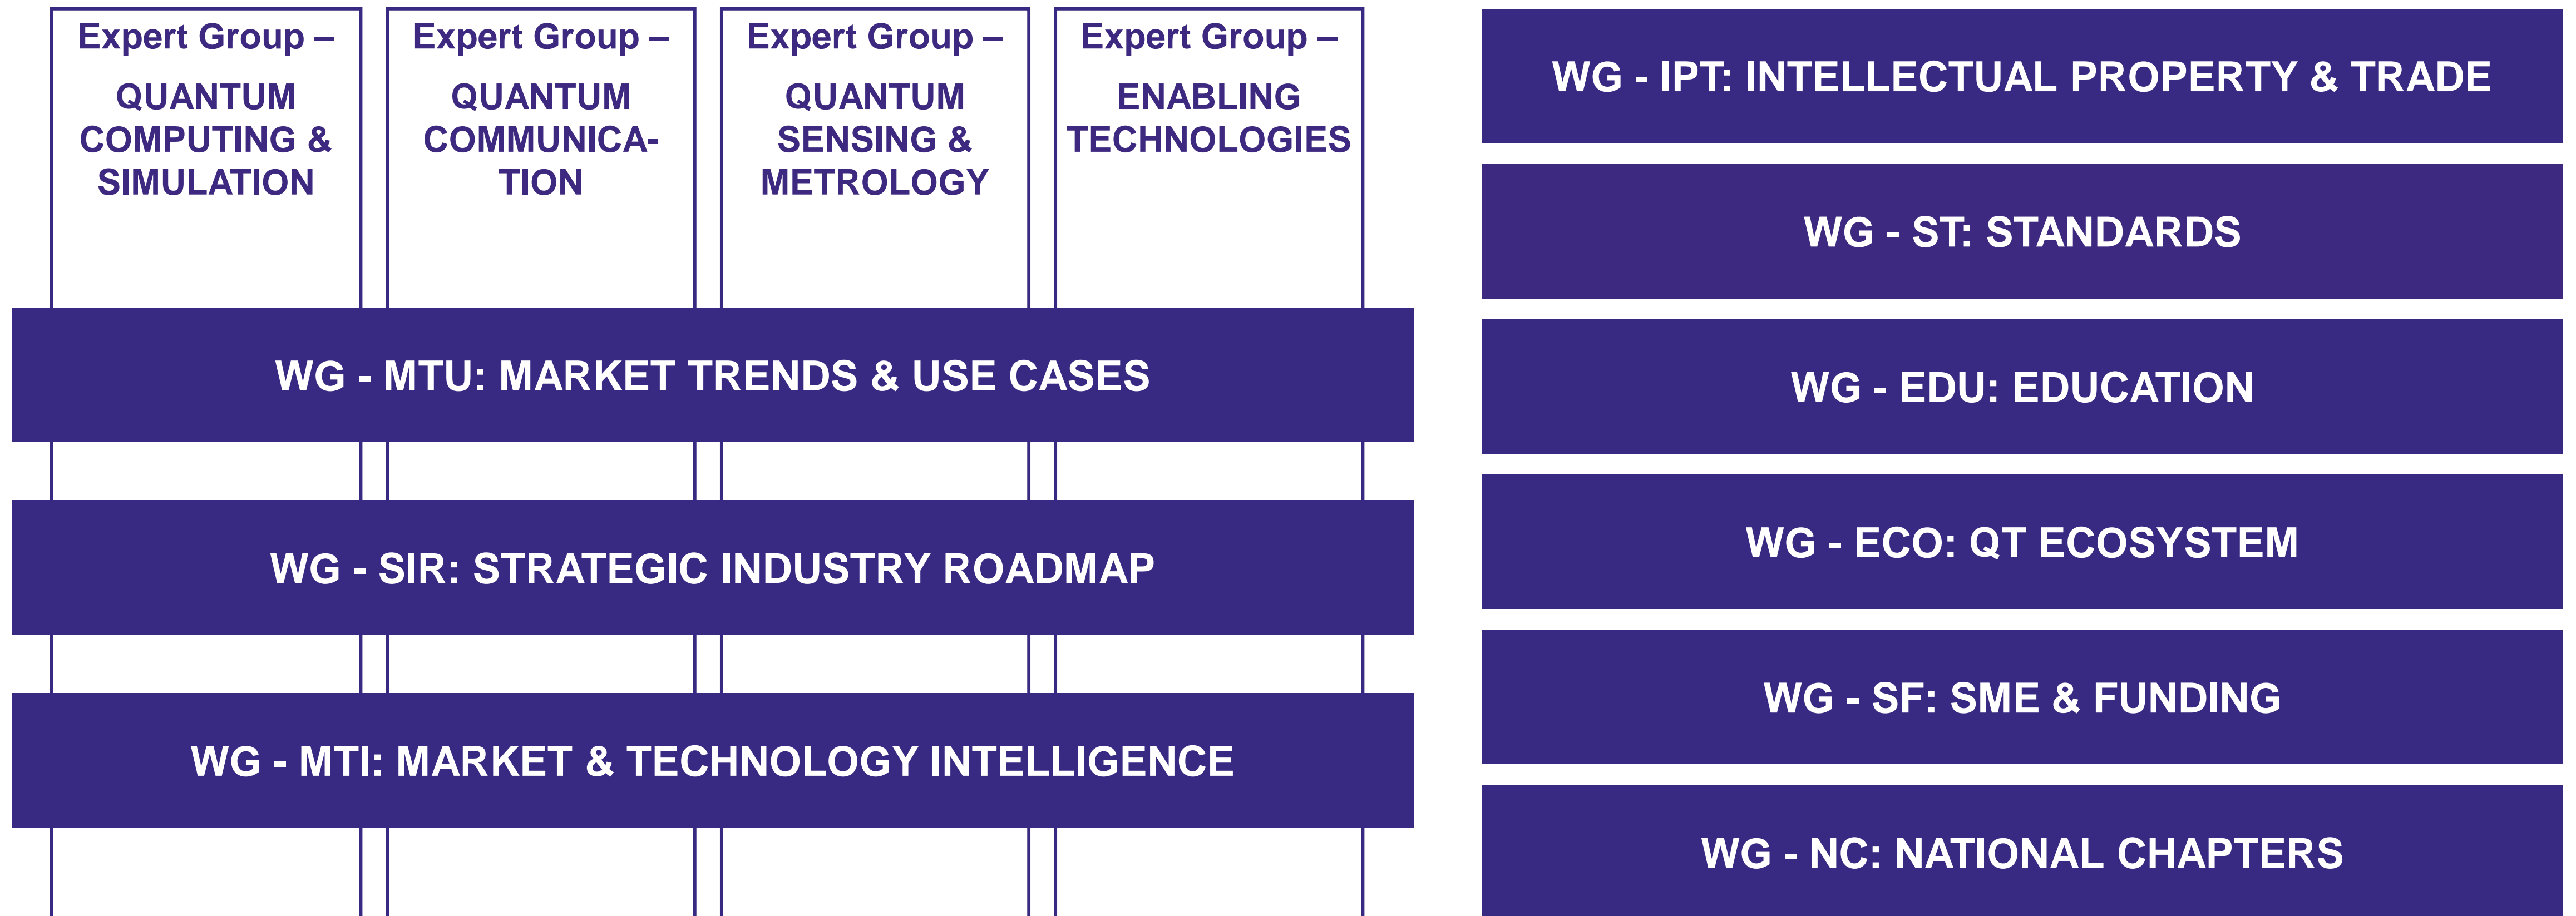 Expert Group –
QUANTUM
COMPUTING &
SIMULATION
Expert Group –
QUANTUM
COMMUNICA-
TION
Expert Group –
QUANTUM
SENSING &
METROLOGY
Expert Group –
ENABLING
TECHNOLOGIES
WG - MTU: MARKET TRENDS & USE CASES
WG - SIR: STRATEGIC INDUSTRY ROADMAP
WG - MTI: MARKET & TECHNOLOGY INTELLIGENCE
WG - IPT: INTELLECTUAL PROPERTY & TRADE
WG - ST: STANDARDS
WG - EDU: EDUCATION
WG - ECO: QT ECOSYSTEM
WG - SF: SME & FUNDING
WG - NC: NATIONAL CHAPTERS